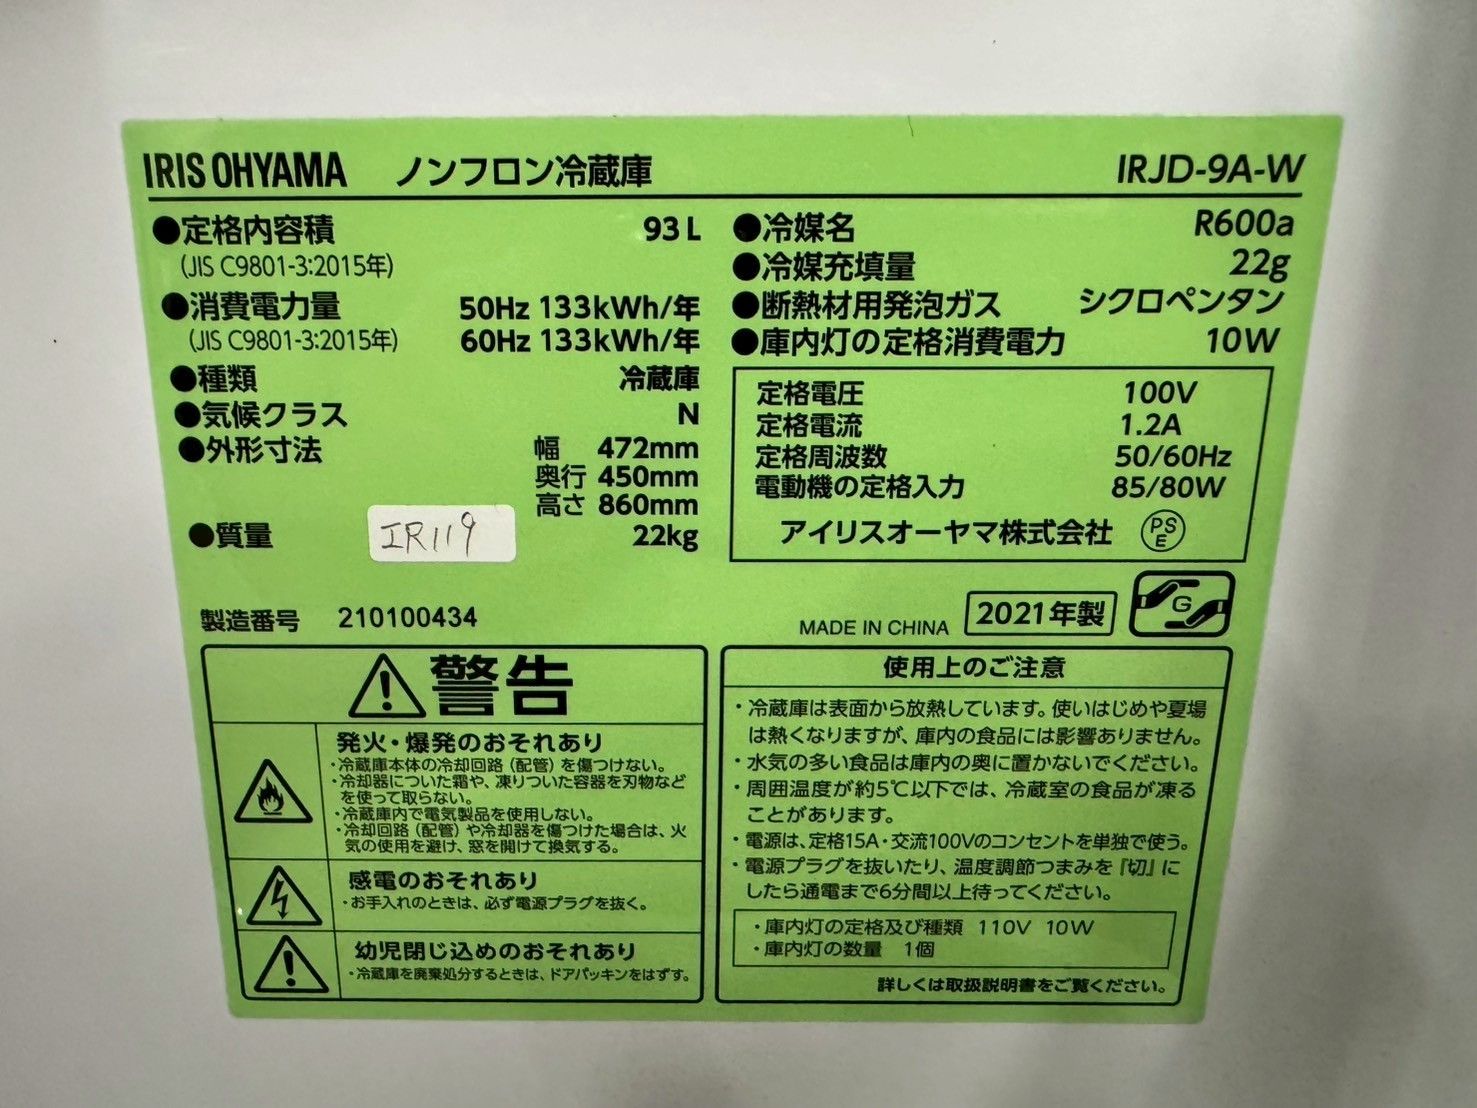 IRIS OHYAMA ノンフロン冷蔵庫 IRJD-9A-W
●定格内容積 93L
(JIS C9801-3:2015年)
●消費電力量 50Hz 133kWh/年
(JIS C9801-3:2015年) 60Hz 133kWh/年
●種類 冷蔵庫
●気候クラス N
●外形寸法 幅 472mm
奥行 450mm
高さ 860mm
●質量 22kg
IR119
●冷媒名 R600a
●冷媒充填量 22g
●断熱材用発泡ガス シクロペンタン
●庫内灯の定格消費電力 10W
定格電圧 100V
定格電流 1.2A
定格周波数 50/60Hz
電動機の定格入力 85/80W
アイリスオーヤマ株式会社 PSE
製造番号 210100434
MADE IN CHINA 2021年製 G
警告
発火・爆発のおそれあり
・冷蔵庫本体の冷却回路(配管)を傷つけない。
・冷却器についた霜や、凍りついた容器を刃物など
を使って取らない。
・冷蔵庫内で電気製品を使用しない。
・冷却回路(配管)や冷却器を傷つけた場合は、火
気の使用を避け、窓を開けて換気する。
感電のおそれあり
・お手入れのときは、必ず電源プラグを抜く。
幼児閉じ込めのおそれあり
・冷蔵庫を廃棄処分するときは、ドアパッキンをはずす。
使用上のご注意
・冷蔵庫は表面から放熱しています。使いはじめや夏場
は熱くなりますが、庫内の食品には影響ありません。
・水気の多い食品は庫内の奥に置かないでください。
・周囲温度が約5℃以下では、冷蔵室の食品が凍る
ことがあります。
・電源は、定格15A・交流100Vのコンセントを単独で使う。
・電源プラグを抜いたり、温度調節つまみを『切』に
したら通電まで6分間以上待ってください。
・庫内灯の定格及び種類 110V 10W
・庫内灯の数量 1個
詳しくは取扱説明書をご覧ください。